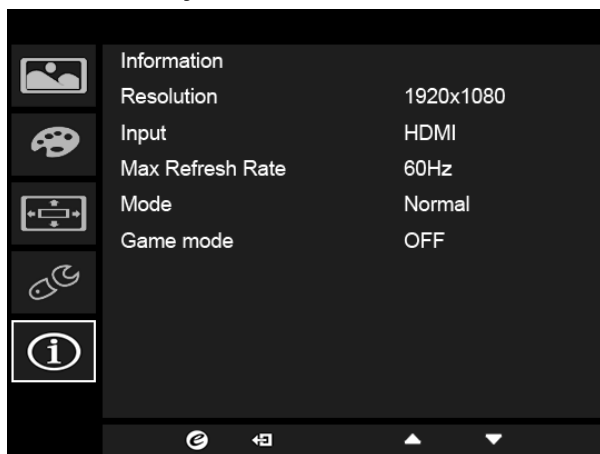 Information
Resolution 1920x1080
Input HDMI
Max Refresh Rate 60Hz
Mode Normal
Game mode OFF